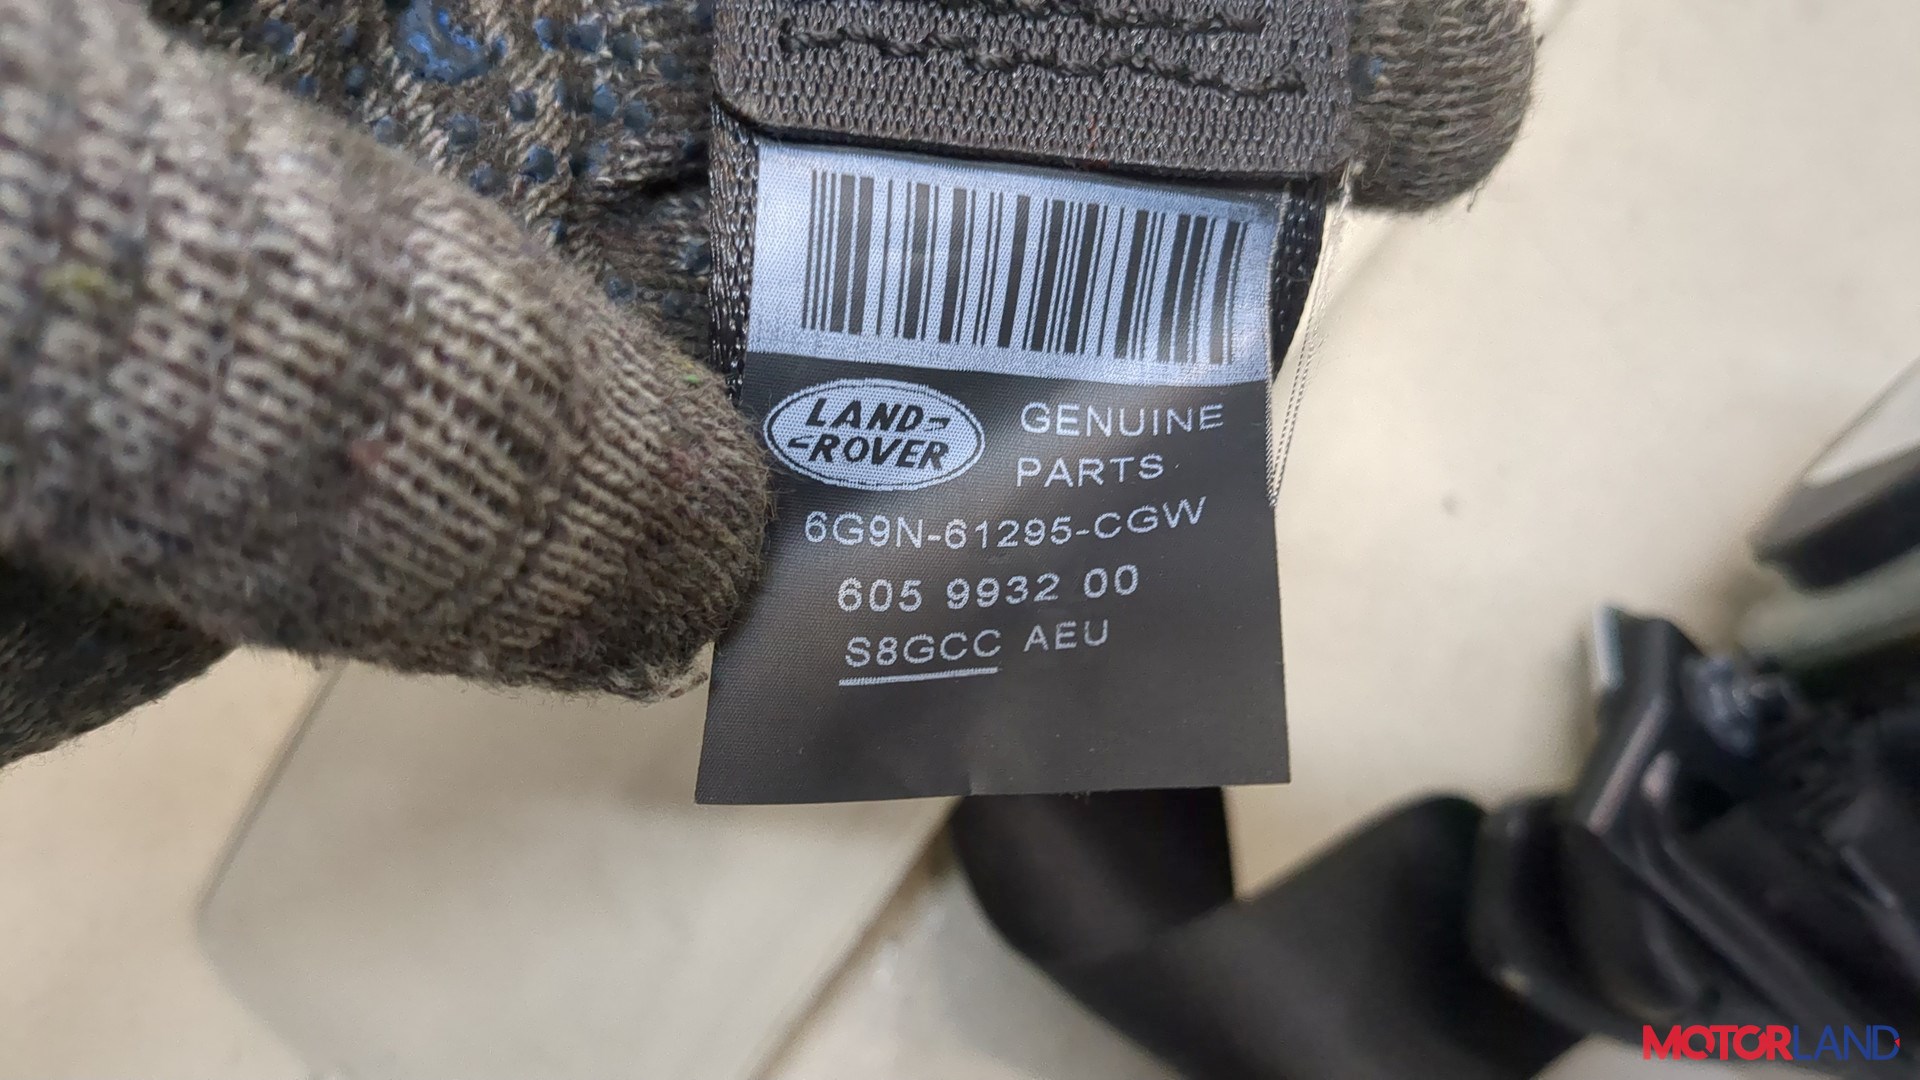 LAND-
-ROVER
GENUINE
PARTS
6G9N-61295-CGW
605 9932 00
S8GCC AEU
MOTORLAND